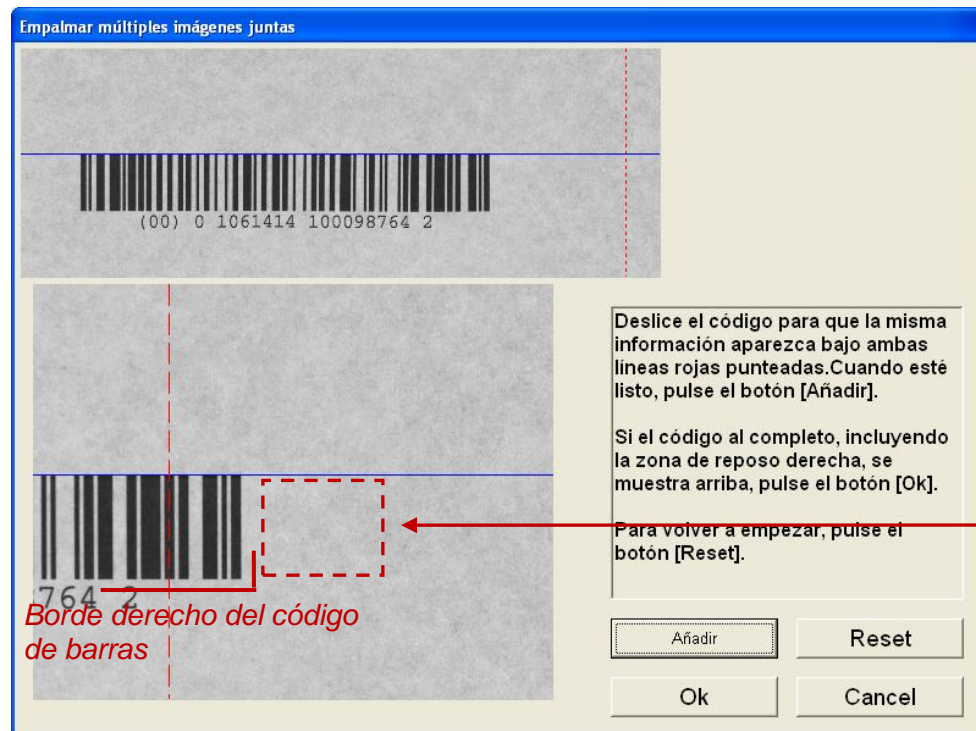 Empalmar múltiples imágenes juntas
(00) 0 1061414 100098764 2
Deslice el código para que la misma
información aparezca bajo ambas
líneas rojas punteadas.Cuando esté
listo, pulse el botón [Añadir].
Si el código al completo, incluyendo
la zona de reposo derecha, se
muestra arriba, pulse el botón [Ok].
Para volver a empezar, pulse el
botón [Reset].
764 2
Borde derecho del código
de barras
Añadir
Reset
Ok
Cancel